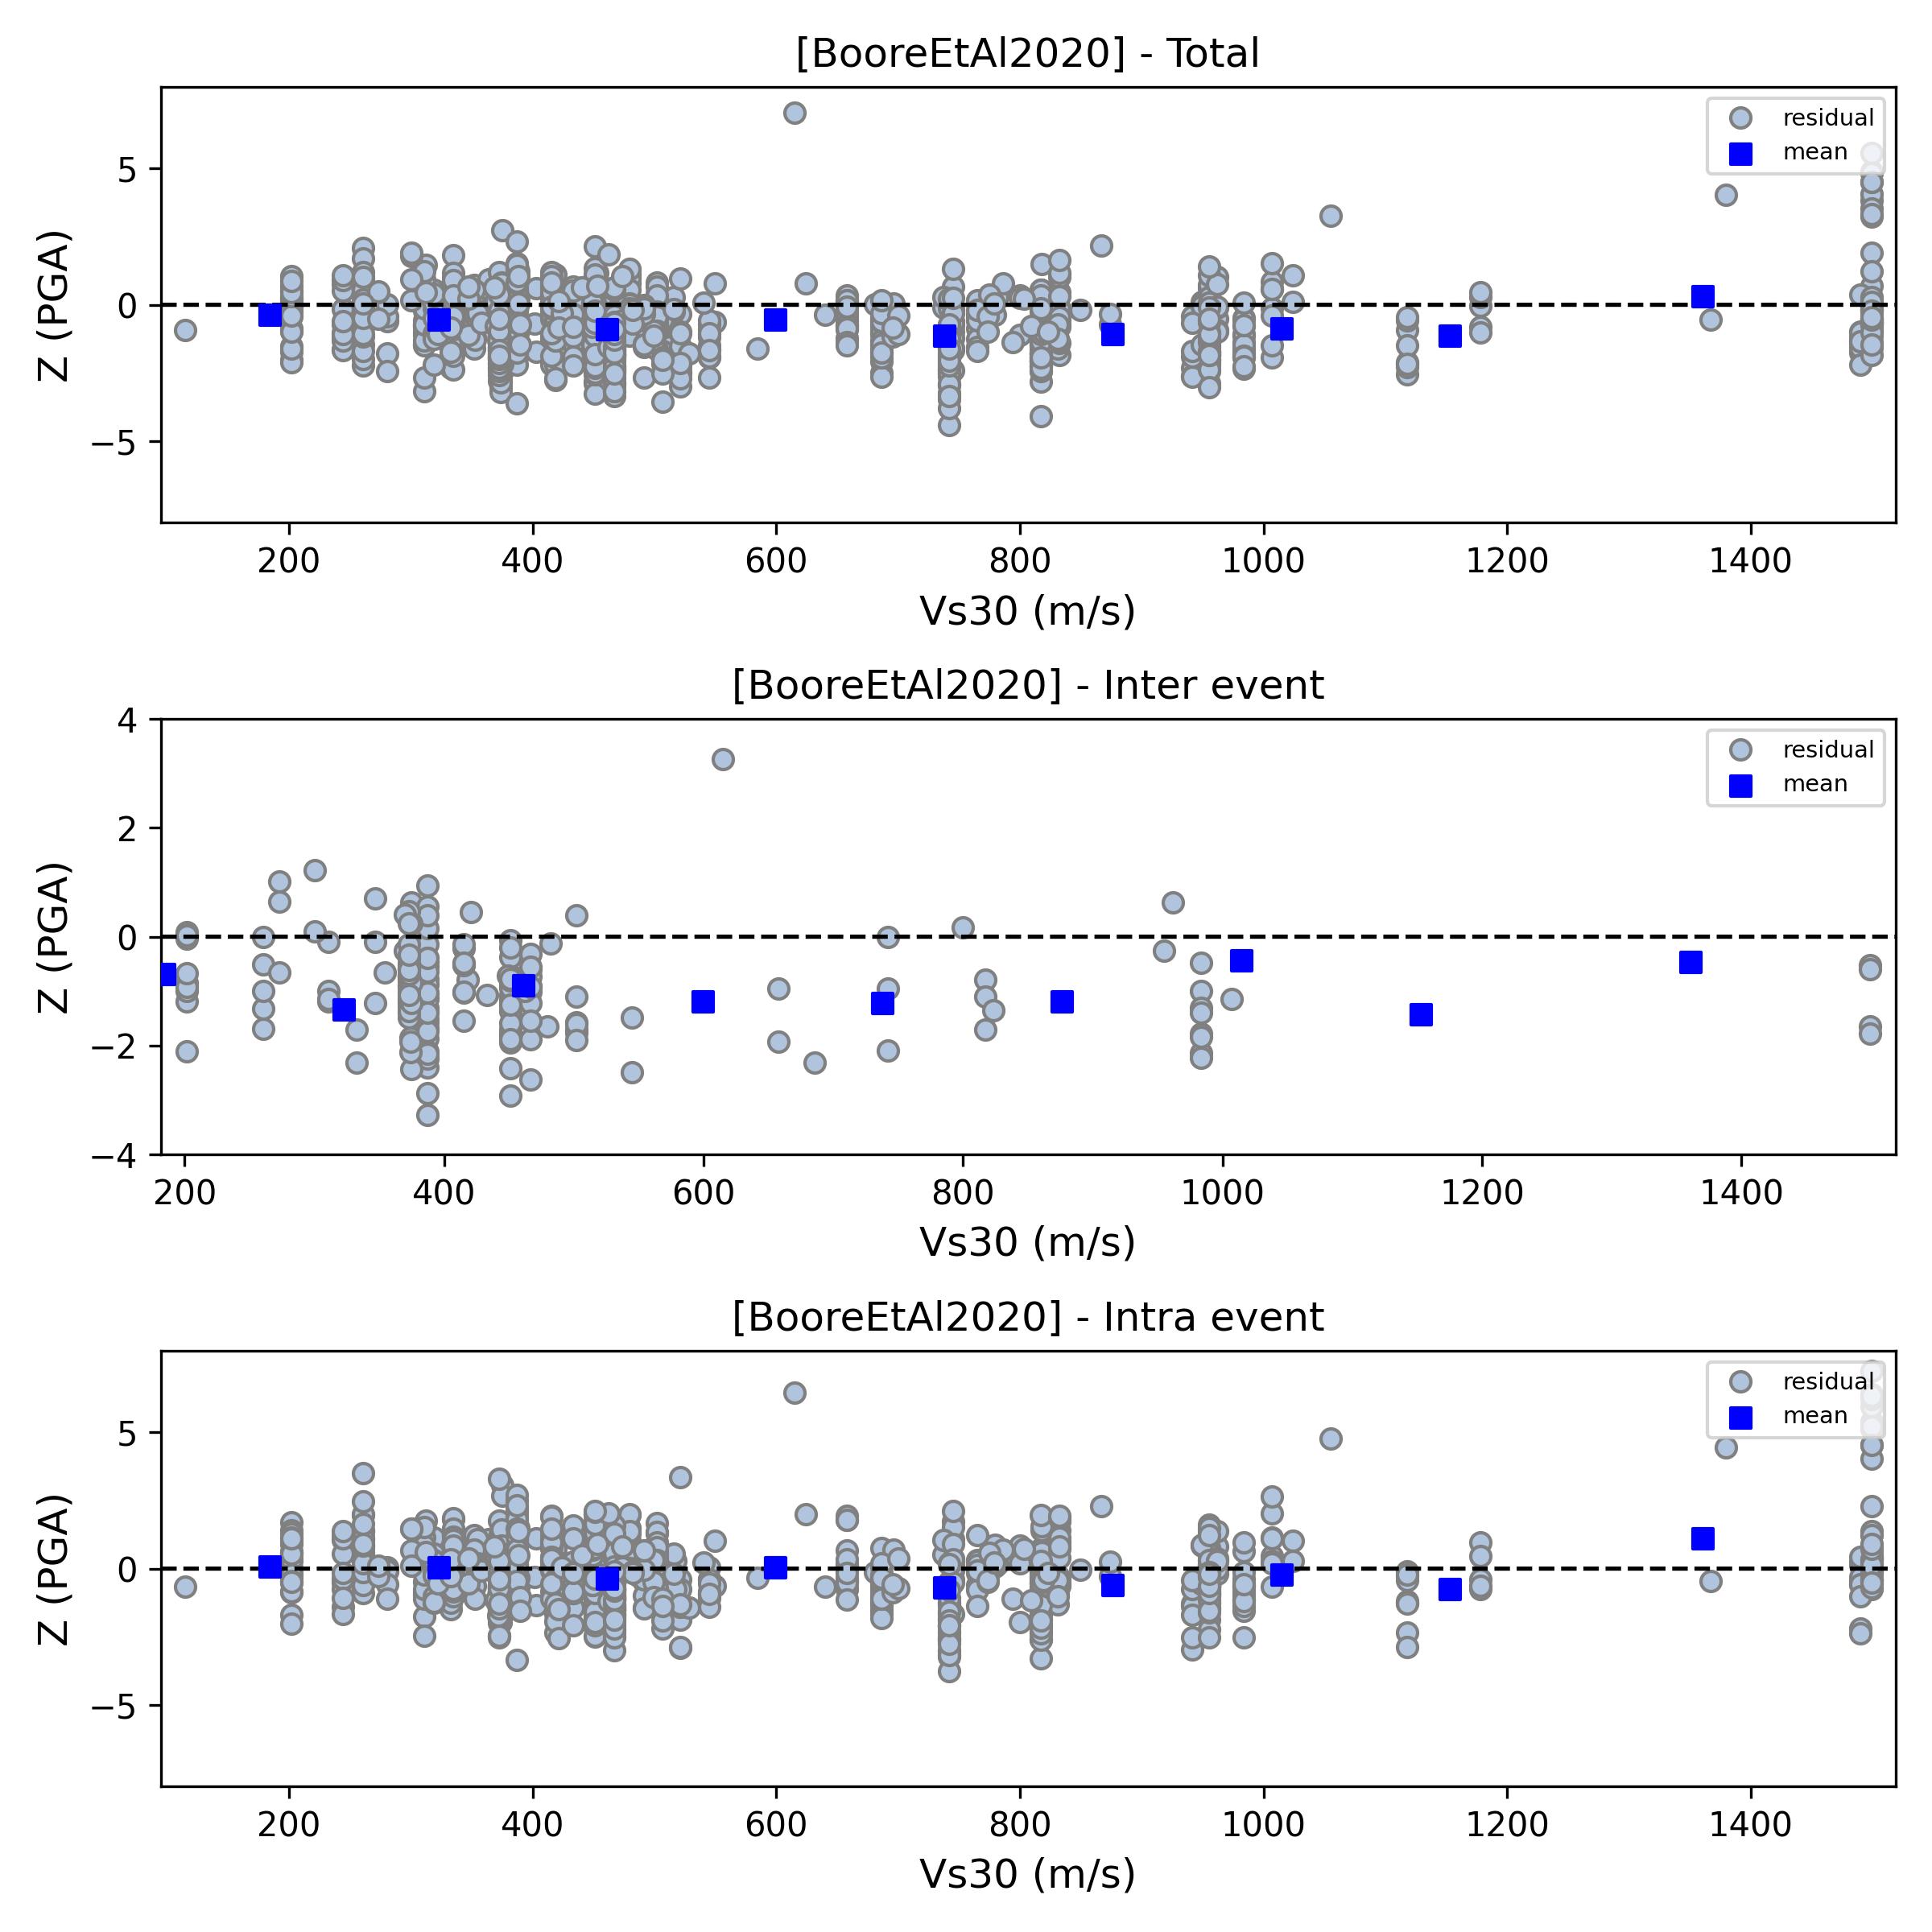 [BooreEtAl2020] - Total
residual
mean
5
0
−5
Z (PGA)
200 400 600 800 1000 1200 1400
Vs30 (m/s)
[BooreEtAl2020] - Inter event
residual
mean
4
2
0
−2
−4
Z (PGA)
200 400 600 800 1000 1200 1400
Vs30 (m/s)
[BooreEtAl2020] - Intra event
residual
mean
5
0
−5
Z (PGA)
200 400 600 800 1000 1200 1400
Vs30 (m/s)